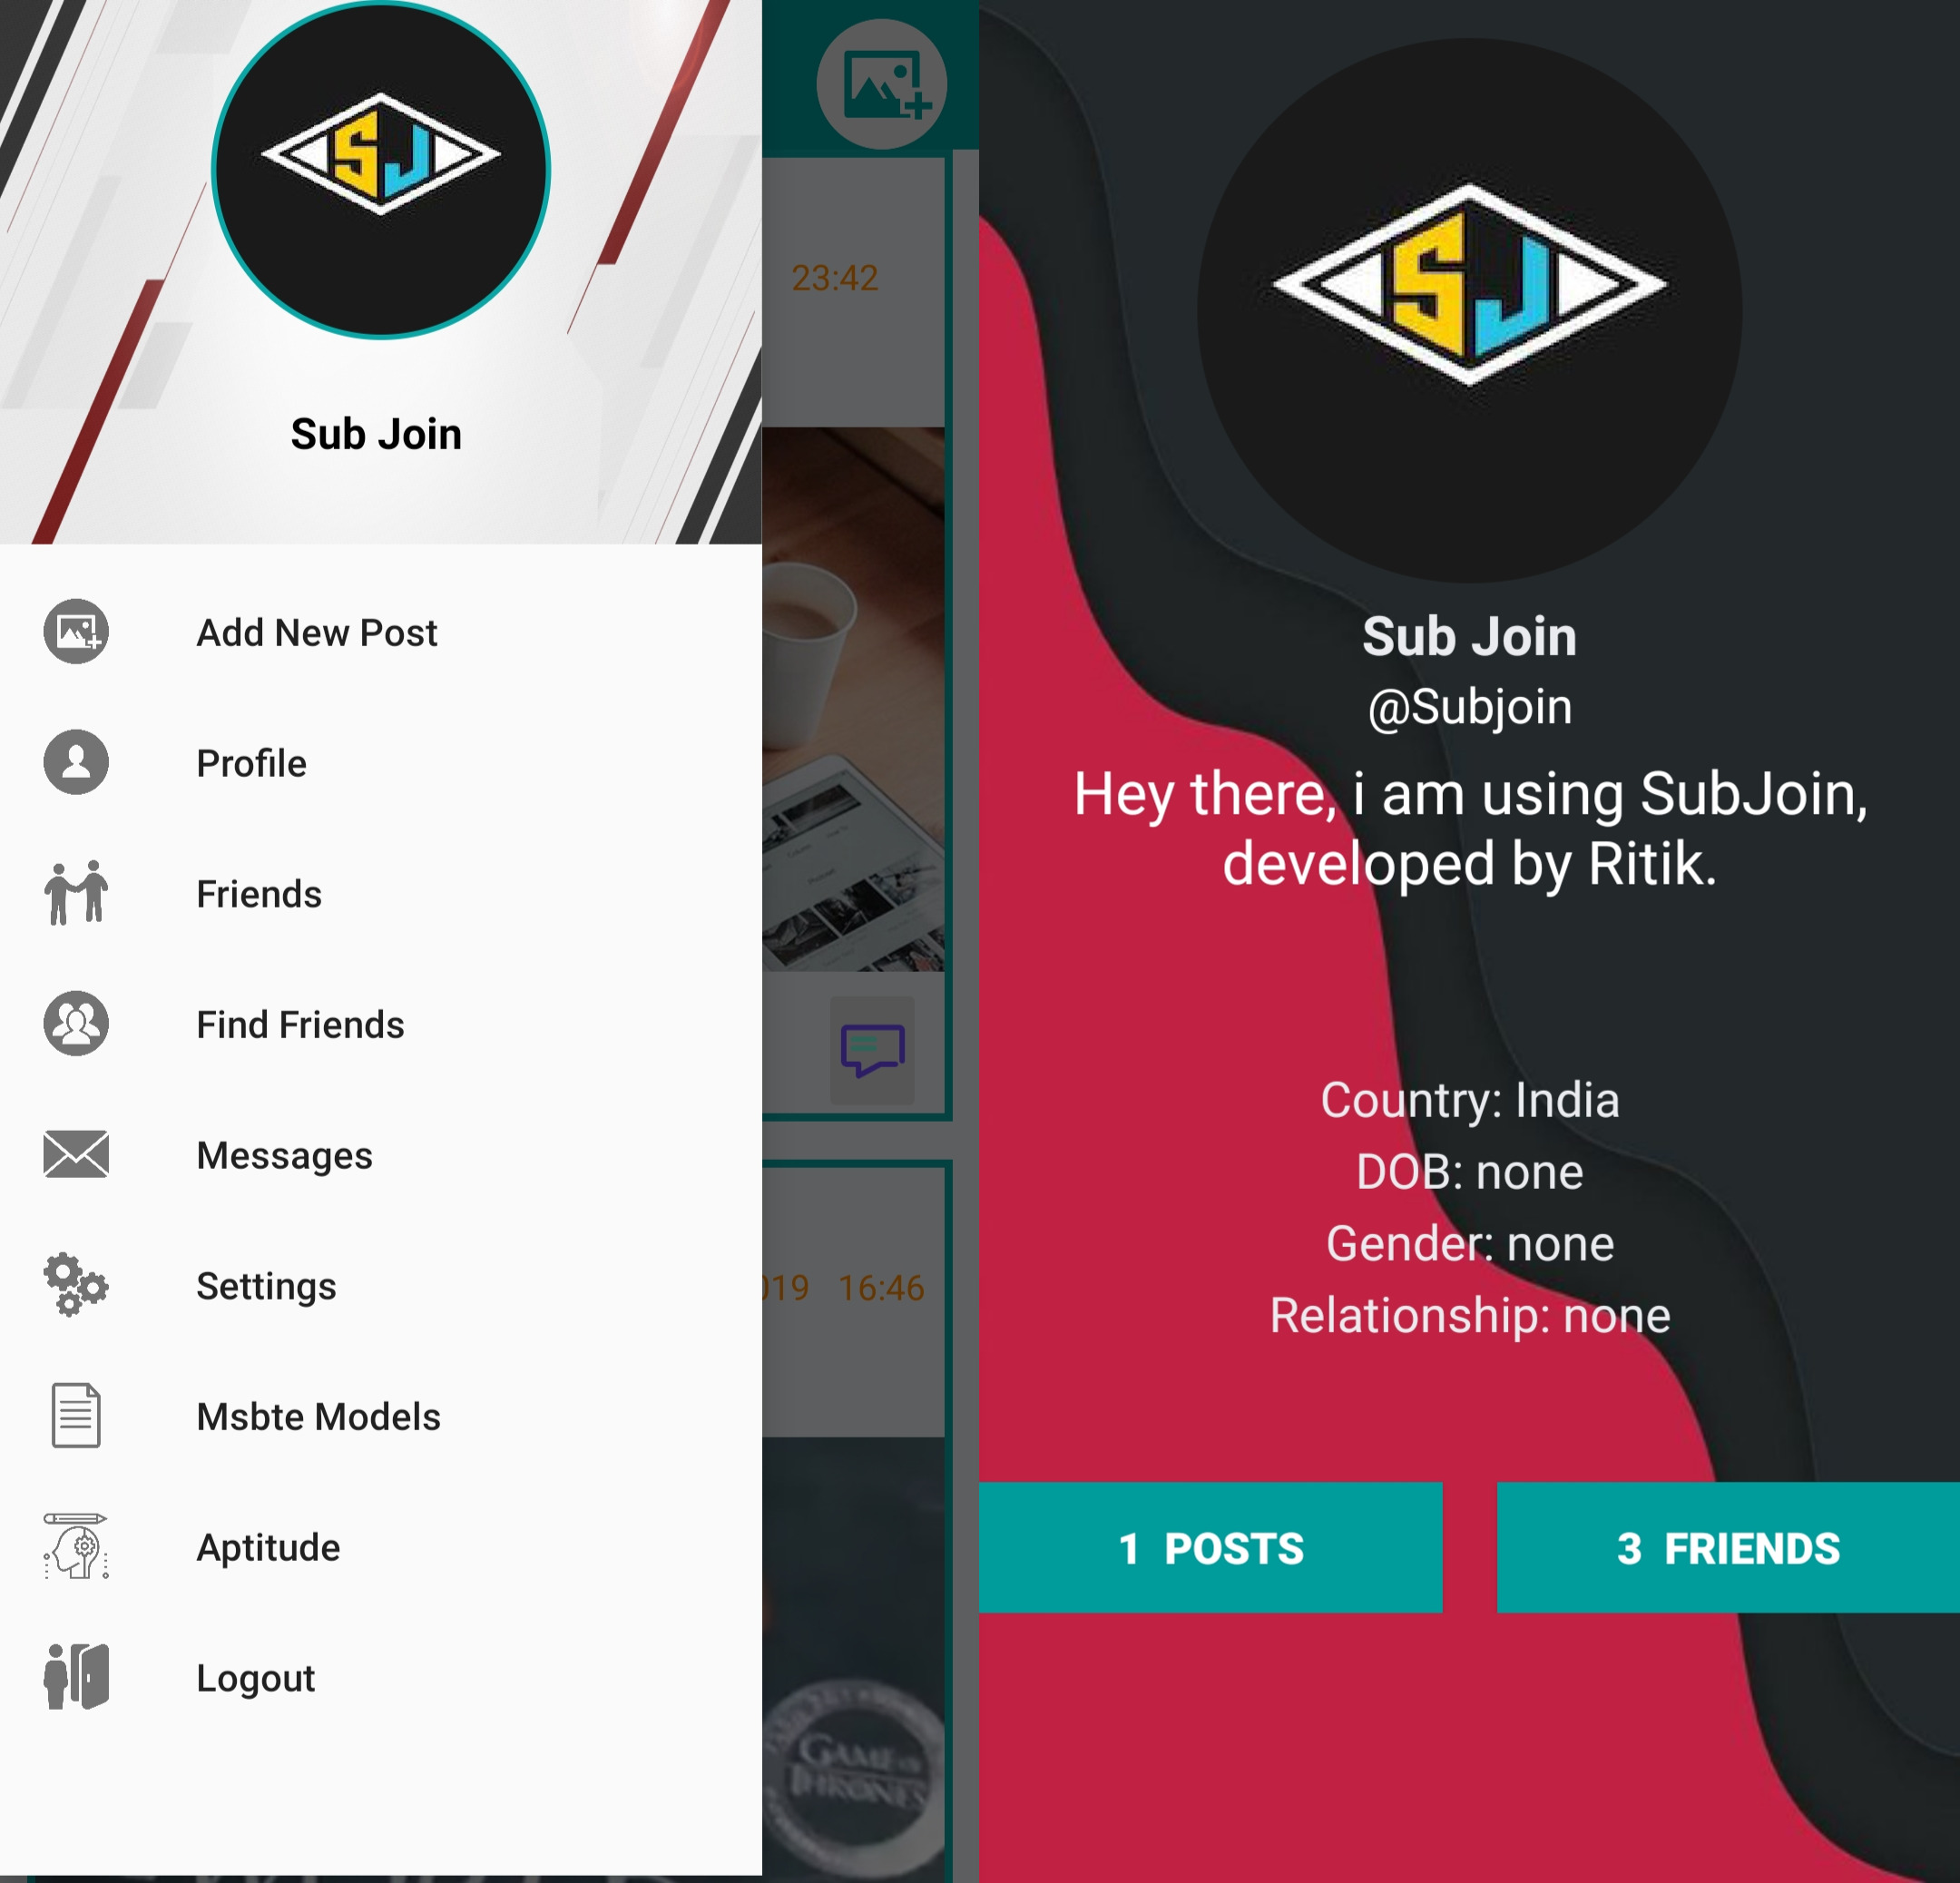 SJ
Sub Join
Add New Post
Profile
Friends
Find Friends
Messages
Settings
Msbte Models
Aptitude
Logout
23:42
019 16:46
GAME OF
THRONES
SJ
Sub Join
@Subjoin
Hey there, i am using SubJoin,
developed by Ritik.
Country: India
DOB: none
Gender: none
Relationship: none
1 POSTS
3 FRIENDS